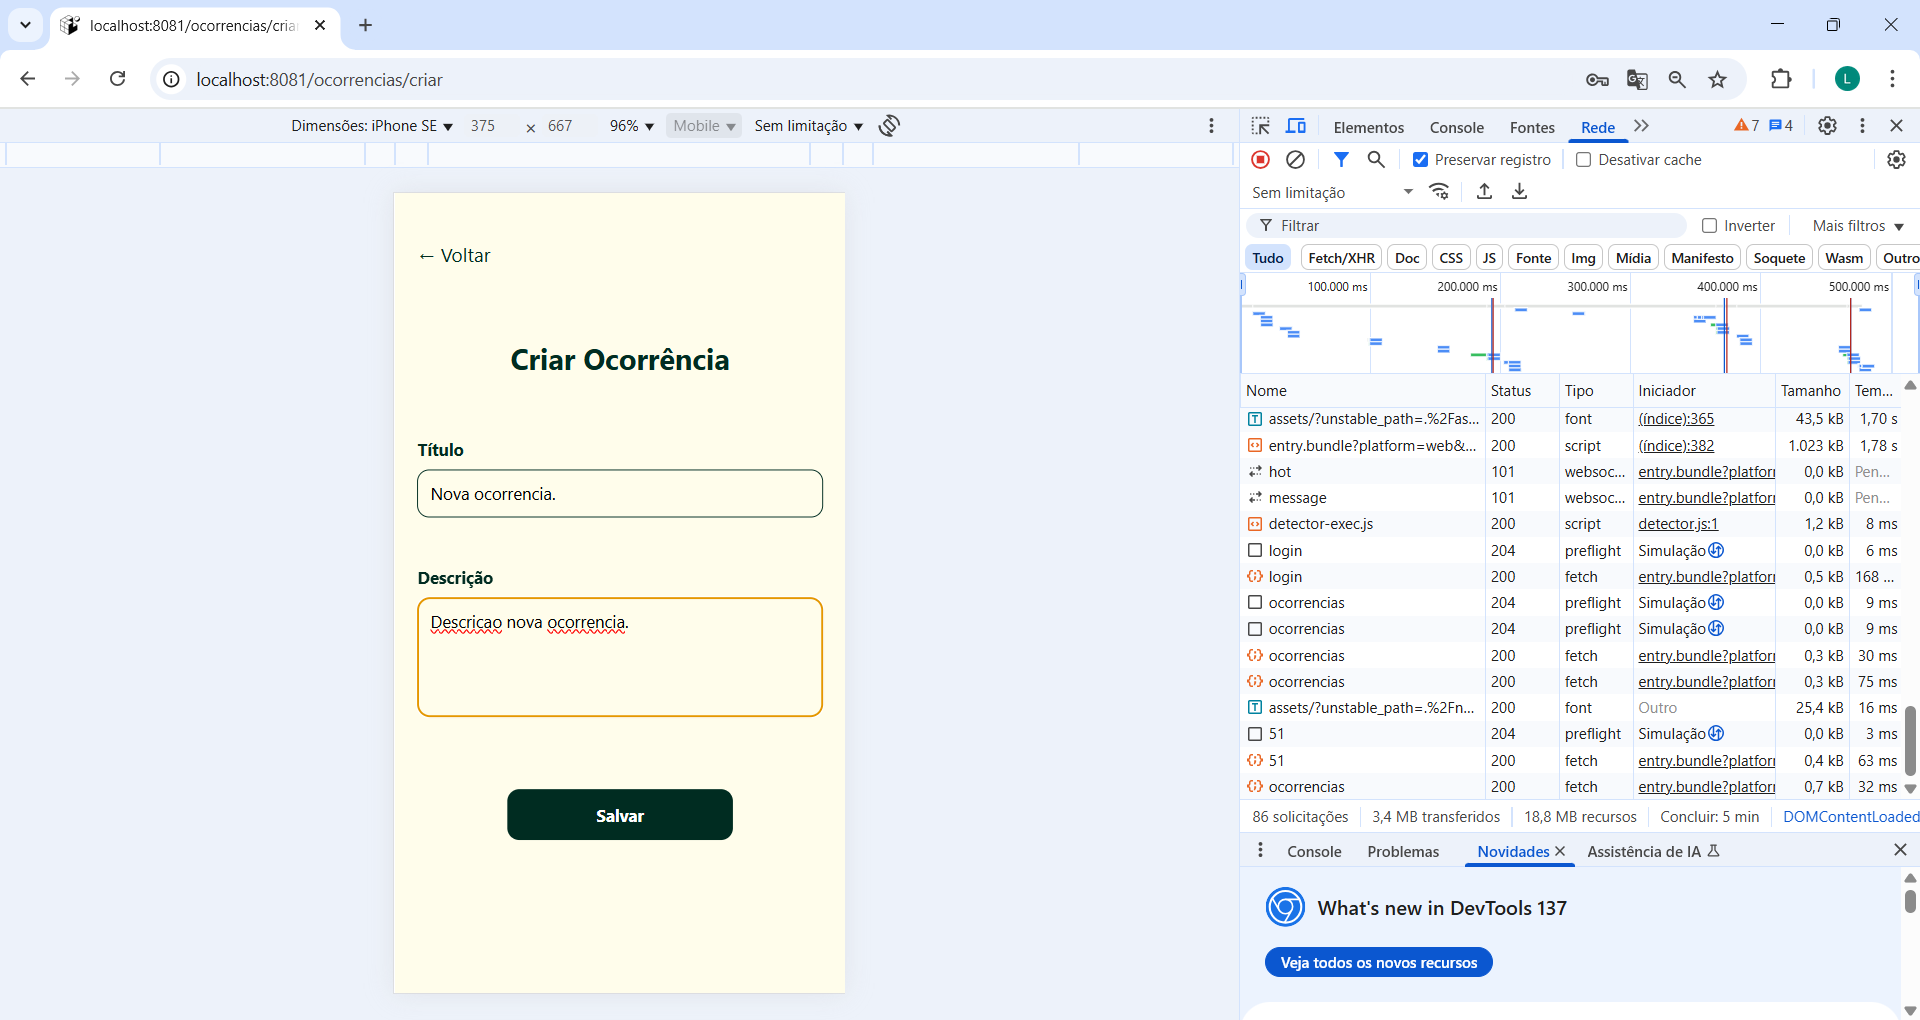 localhost:8081/ocorrencias/cria
localhost:8081/ocorrencias/criar
L
Dimensões: iPhone SE ▼ 375 × 667 96% ▼ Mobile ▼ Sem limitação ▼
← Voltar
Criar Ocorrência
Título
Nova ocorrencia.
Descrição
Descricao nova ocorrencia.
Salvar
Elementos Console Fontes Rede 7 4
Preservar registro Desativar cache
Sem limitação
Filtrar Inverter Mais filtros
Tudo Fetch/XHR Doc CSS JS Fonte Img Mídia Manifesto Soquete Wasm Outro
100.000 ms 200.000 ms 300.000 ms 400.000 ms 500.000 ms
Nome Status Tipo Iniciador Tamanho Tem...
assets/?unstable_path=.%2Fas... 200 font (índice):365 43,5 kB 1,70 s
entry.bundle?platform=web&... 200 script (índice):382 1.023 kB 1,78 s
hot 101 websoc... entry.bundle?platfor 0,0 kB Pen...
message 101 websoc... entry.bundle?platfor 0,0 kB Pen...
detector-exec.js 200 script detector.js:1 1,2 kB 8 ms
login 204 preflight Simulação 0,0 kB 6 ms
login 200 fetch entry.bundle?platfor 0,5 kB 168 ...
ocorrencias 204 preflight Simulação 0,0 kB 9 ms
ocorrencias 204 preflight Simulação 0,0 kB 9 ms
ocorrencias 200 fetch entry.bundle?platfor 0,3 kB 30 ms
ocorrencias 200 fetch entry.bundle?platfor 0,3 kB 75 ms
assets/?unstable_path=.%2Fn... 200 font Outro 25,4 kB 16 ms
51 204 preflight Simulação 0,0 kB 3 ms
51 200 fetch entry.bundle?platfor 0,4 kB 63 ms
ocorrencias 200 fetch entry.bundle?platfor 0,7 kB 32 ms
86 solicitações 3,4 MB transferidos 18,8 MB recursos Concluir: 5 min DOMContentLoaded
Console Problemas Novidades Assistência de IA
What's new in DevTools 137
Veja todos os novos recursos